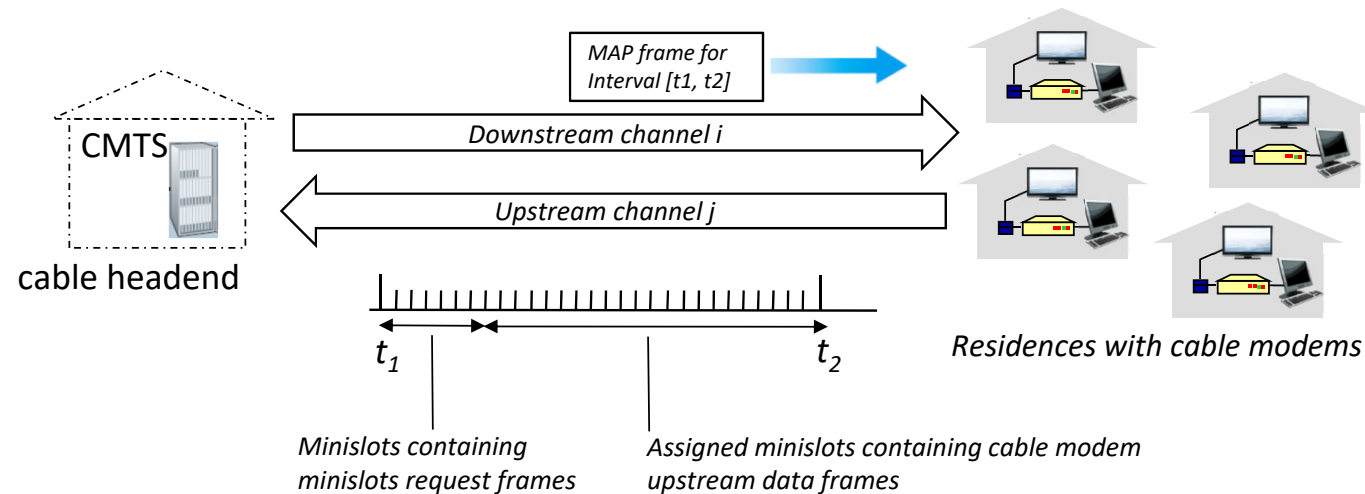 MAP frame for
Interval [t1, t2]
CMTS
Downstream channel i
Upstream channel j
cable headend
t1
t2
Residences with cable modems
Minislots containing
minislots request frames
Assigned minislots containing cable modem
upstream data frames